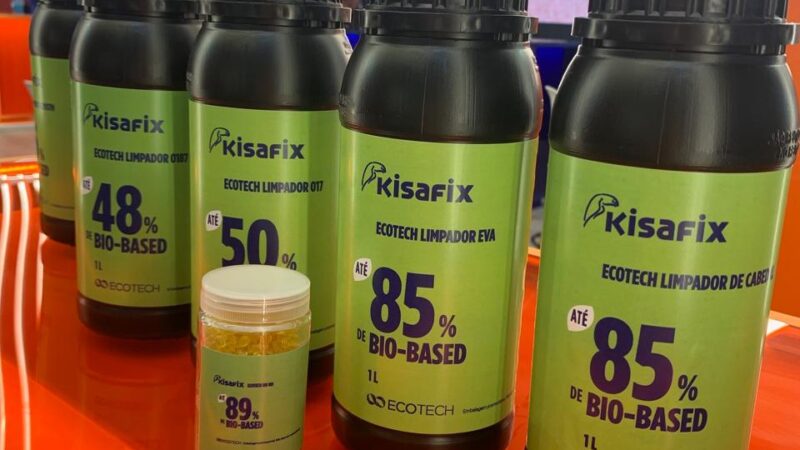 Kisafix
ECOTECH LIMPADOR 0187
ATÉ
48%
DE BIO-BASED
1L
ECOTECH
Kisafix
ECOTECH LIMPADOR 017
ATÉ
50%
Kisafix
ATÉ
89%
DE BIO-BASED
Kisafix
ECOTECH LIMPADOR EVA
ATÉ
85%
DE BIO-BASED
1L
ECOTECH
Kisafix
ECOTECH LIMPADOR DE
ATÉ
85%
DE BIO-BASED
1L